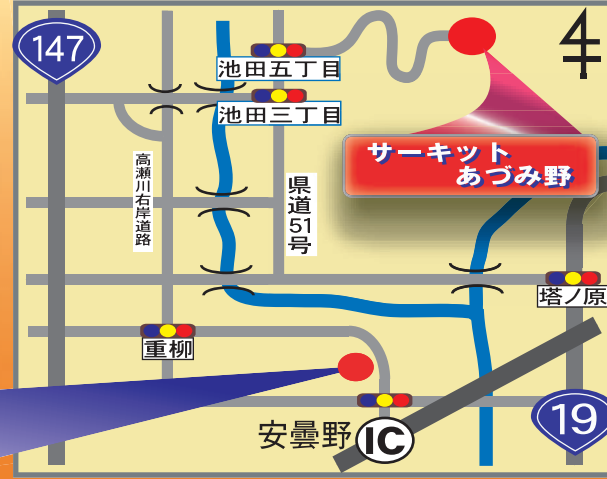 147
池田五丁目
池田三丁目
サーキット
あづみ野
高瀬川右岸道路
県道51号
塔ノ原
重柳
安曇野 IC
19